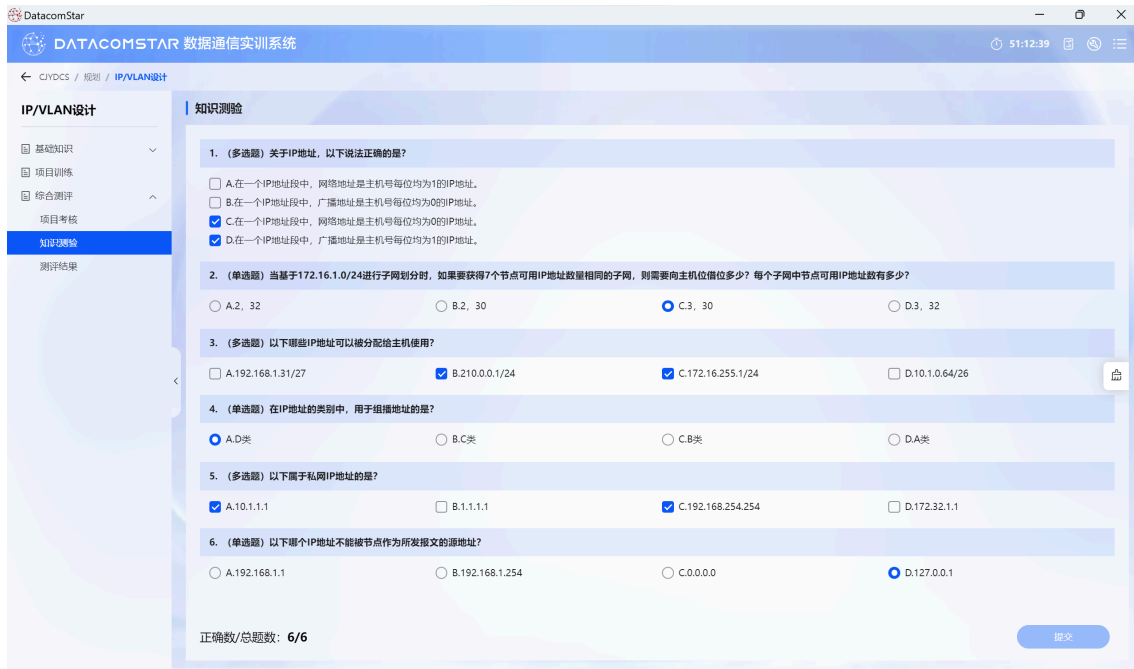 DatacomStar
DATACOMSTAR 数据通信实训系统
51:12:39
CJYDCS / 规划 / IP/VLAN设计
IP/VLAN设计
基础知识
项目训练
综合测评
项目考核
知识测验
测评结果
知识测验
1. （多选题）关于IP地址，以下说法正确的是?
A.在一个IP地址段中，网络地址是主机号每位均为1的IP地址。
B.在一个IP地址段中，广播地址是主机号每位均为0的IP地址。
C.在一个IP地址段中，网络地址是主机号每位均为0的IP地址。
D.在一个IP地址段中，广播地址是主机号每位均为1的IP地址。
2. （单选题）当基于172.16.1.0/24进行子网划分时，如果要获得7个节点可用IP地址数量相同的子网，则需要向主机位借位多少？每个子网中节点可用IP地址数有多少？
A.2，32 B.2，30 C.3，30 D.3，32
3. （多选题）以下哪些IP地址可以被分配给主机使用?
A.192.168.1.31/27 B.210.0.0.1/24 C.172.16.255.1/24 D.10.1.0.64/26
4. （单选题）在IP地址的类别中，用于组播地址的是?
A.D类 B.C类 C.B类 D.A类
5. （多选题）以下属于私网IP地址的是?
A.10.1.1.1 B.1.1.1.1 C.192.168.254.254 D.172.32.1.1
6. （单选题）以下哪个IP地址不能被节点作为所发报文的源地址?
A.192.168.1.1 B.192.168.1.254 C.0.0.0.0 D.127.0.0.1
正确数/总题数：6/6
提交